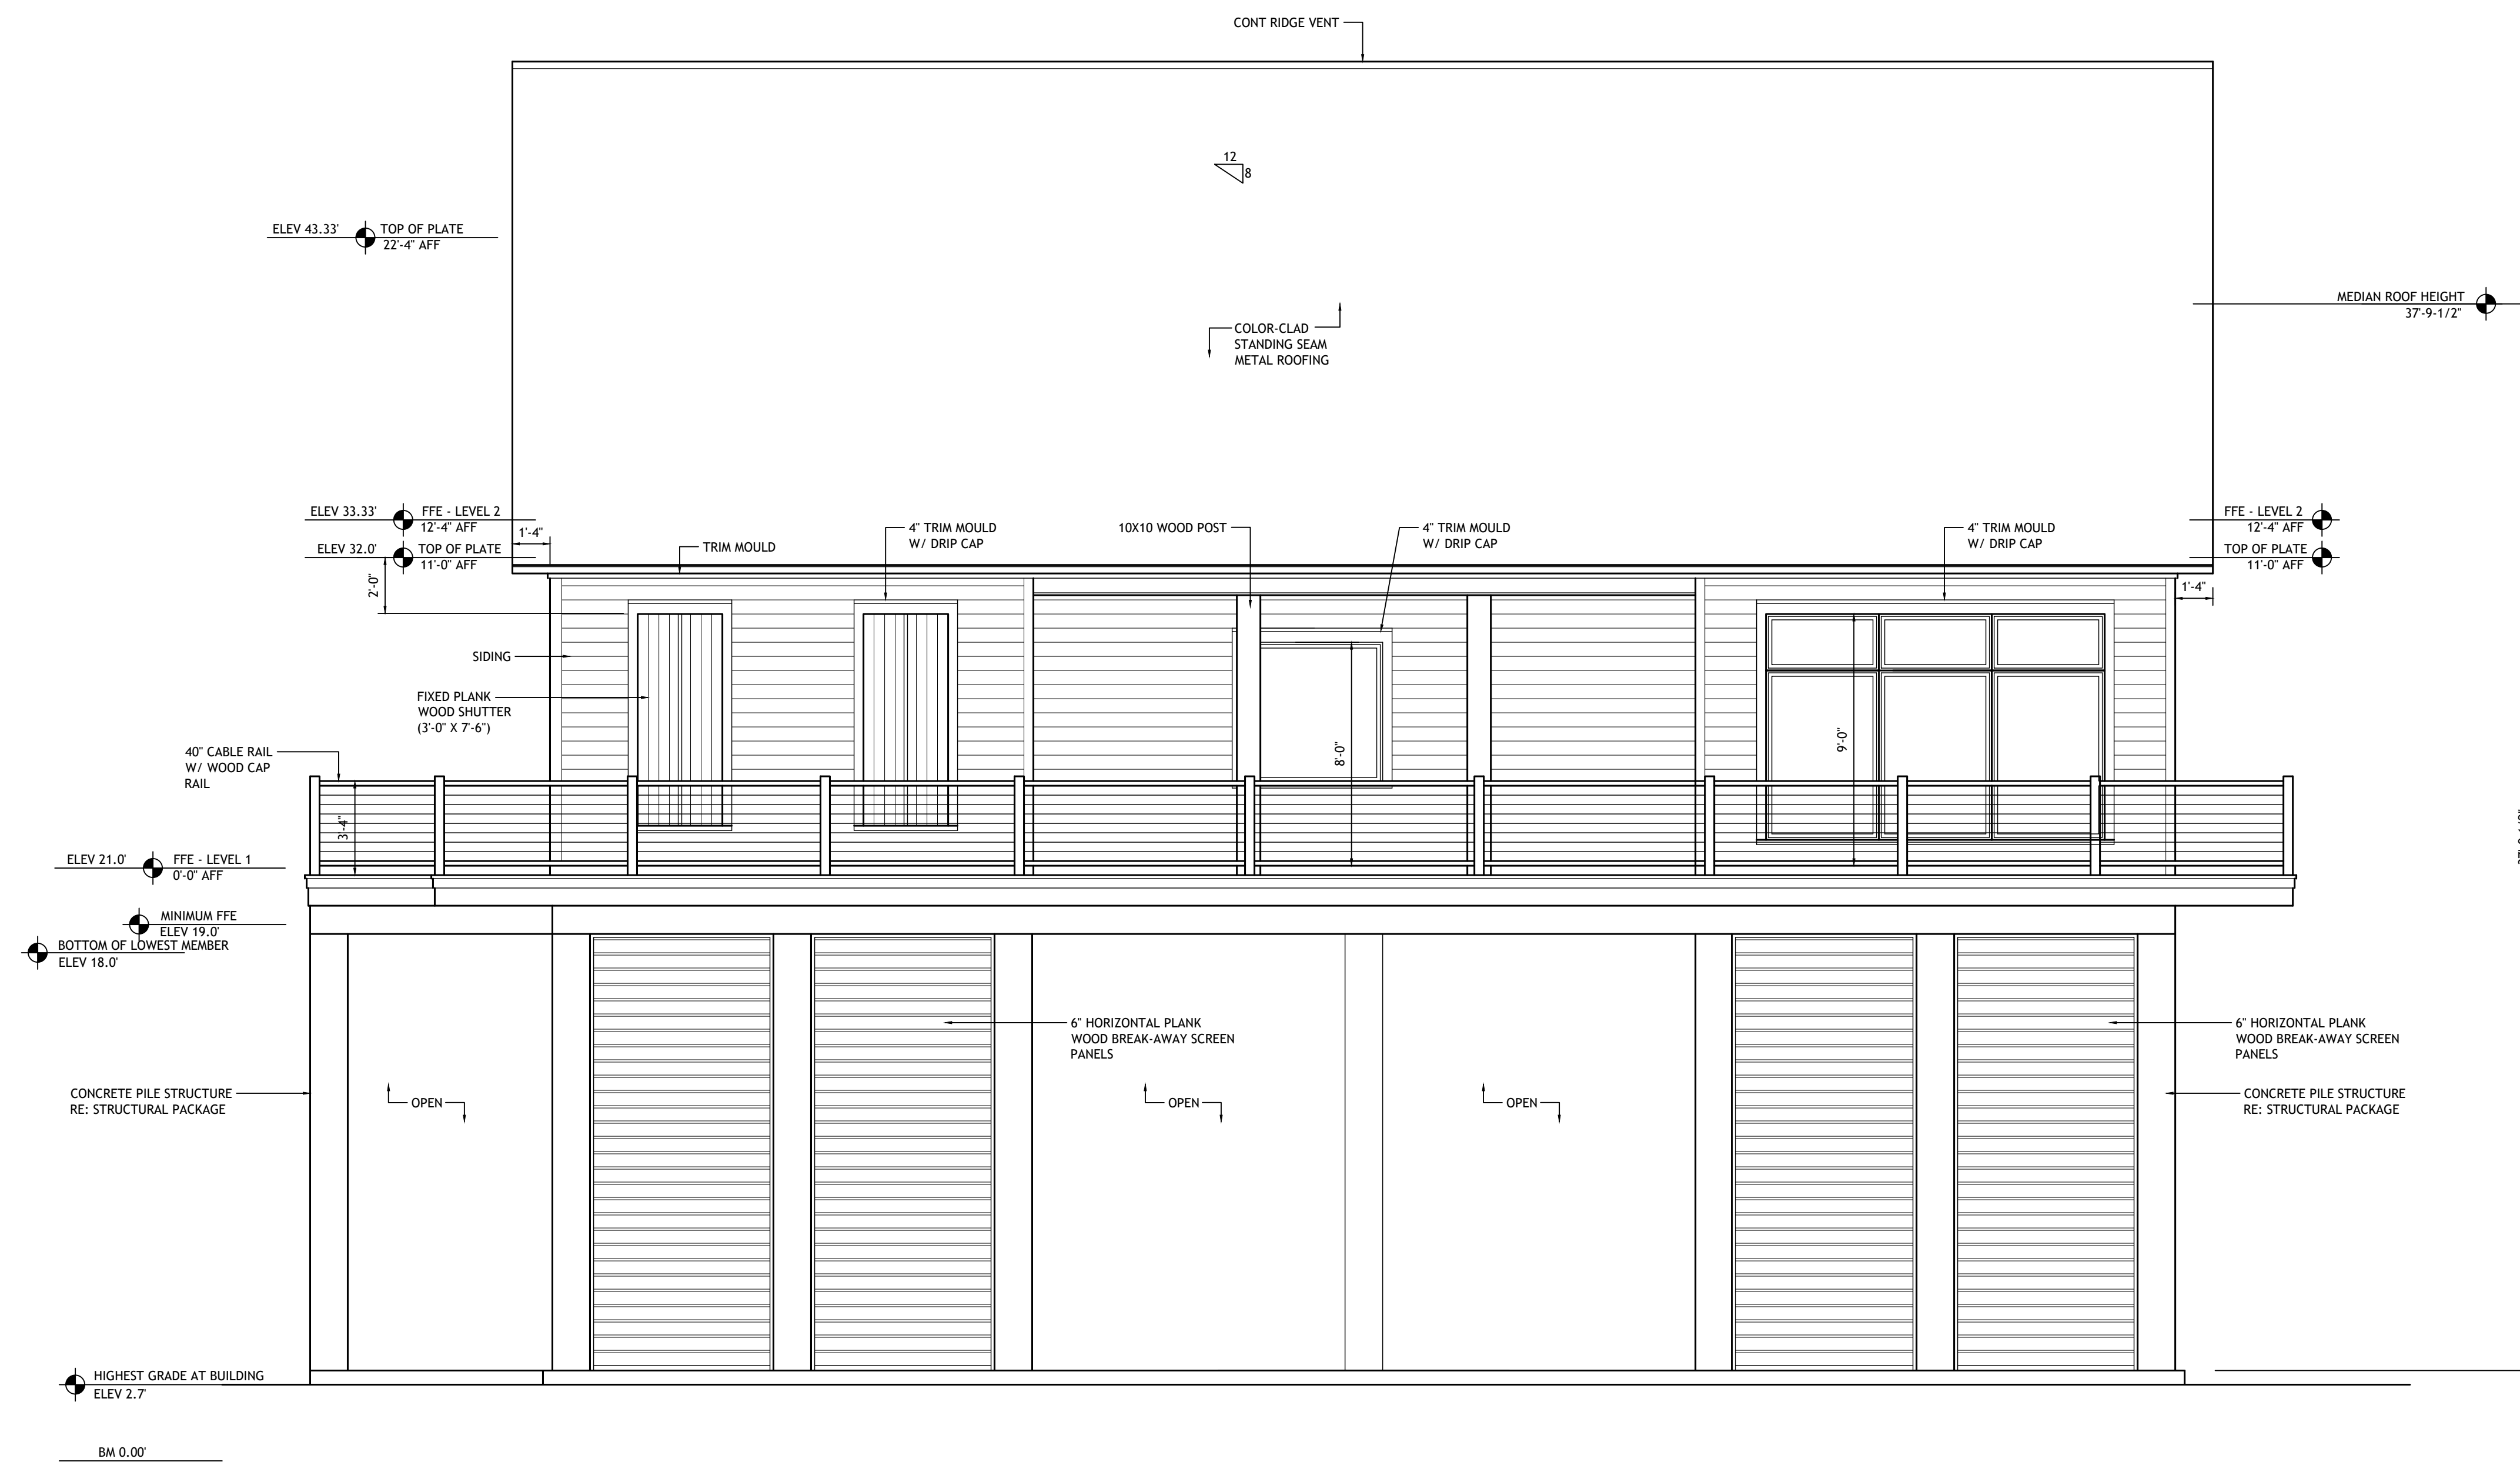 CONT RIDGE VENT
12
8
ELEV 43.33'
TOP OF PLATE
22'-4" AFF
MEDIAN ROOF HEIGHT
37'-9-1/2"
COLOR-CLAD
STANDING SEAM
METAL ROOFING
ELEV 33.33'
FFE - LEVEL 2
12'-4" AFF
ELEV 32.0'
TOP OF PLATE
11'-0" AFF
1'-4"
2'-0"
TRIM MOULD
4" TRIM MOULD
W/ DRIP CAP
10X10 WOOD POST
4" TRIM MOULD
W/ DRIP CAP
4" TRIM MOULD
W/ DRIP CAP
FFE - LEVEL 2
12'-4" AFF
TOP OF PLATE
11'-0" AFF
1'-4"
SIDING
FIXED PLANK
WOOD SHUTTER
(3'-0" X 7'-6")
8'-0"
9'-0"
40" CABLE RAIL
W/ WOOD CAP
RAIL
3'-4"
ELEV 21.0'
FFE - LEVEL 1
0'-0" AFF
MINIMUM FFE
ELEV 19.0'
BOTTOM OF LOWEST MEMBER
ELEV 18.0'
6" HORIZONTAL PLANK
WOOD BREAK-AWAY SCREEN
PANELS
6" HORIZONTAL PLANK
WOOD BREAK-AWAY SCREEN
PANELS
CONCRETE PILE STRUCTURE
RE: STRUCTURAL PACKAGE
OPEN
OPEN
OPEN
CONCRETE PILE STRUCTURE
RE: STRUCTURAL PACKAGE
HIGHEST GRADE AT BUILDING
ELEV 2.7'
BM 0.00'